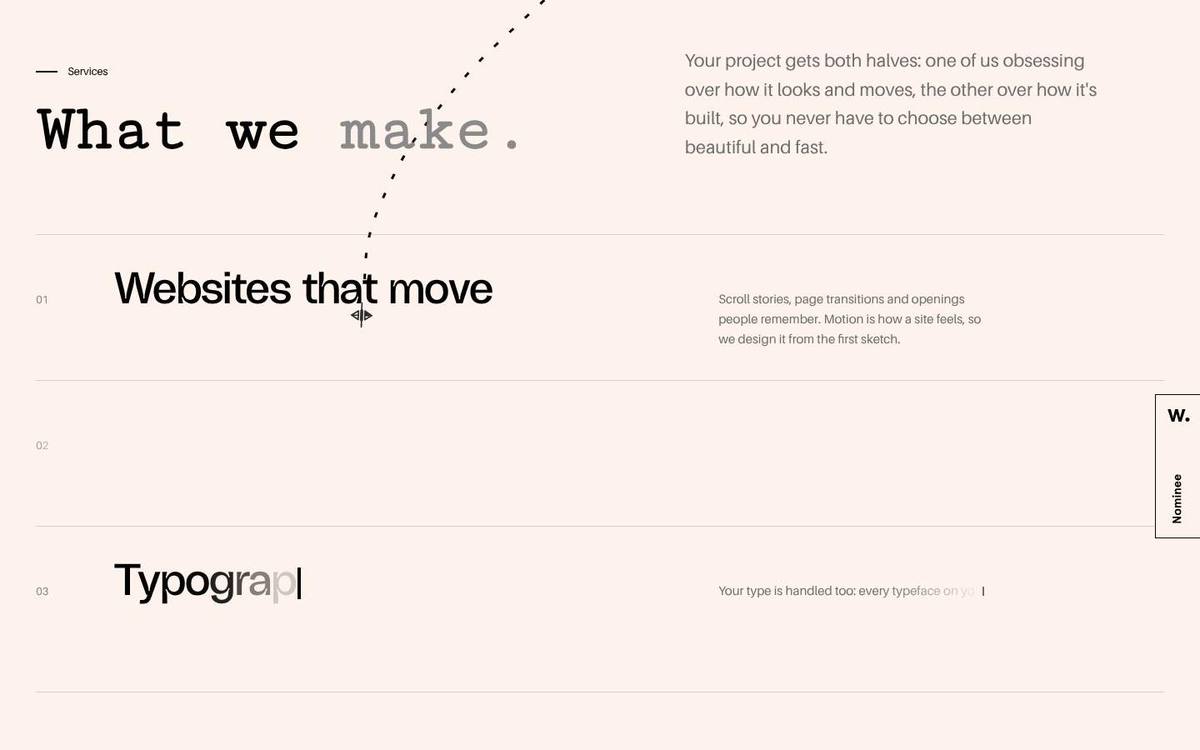 Services
What we make.
Your project gets both halves: one of us obsessing
over how it looks and moves, the other over how it's
built, so you never have to choose between
beautiful and fast.
01
Websites that move
Scroll stories, page transitions and openings
people remember. Motion is how a site feels, so
we design it from the first sketch.
W.
Nominee
02
03
Typograp
Your type is handled too: every typeface on yo